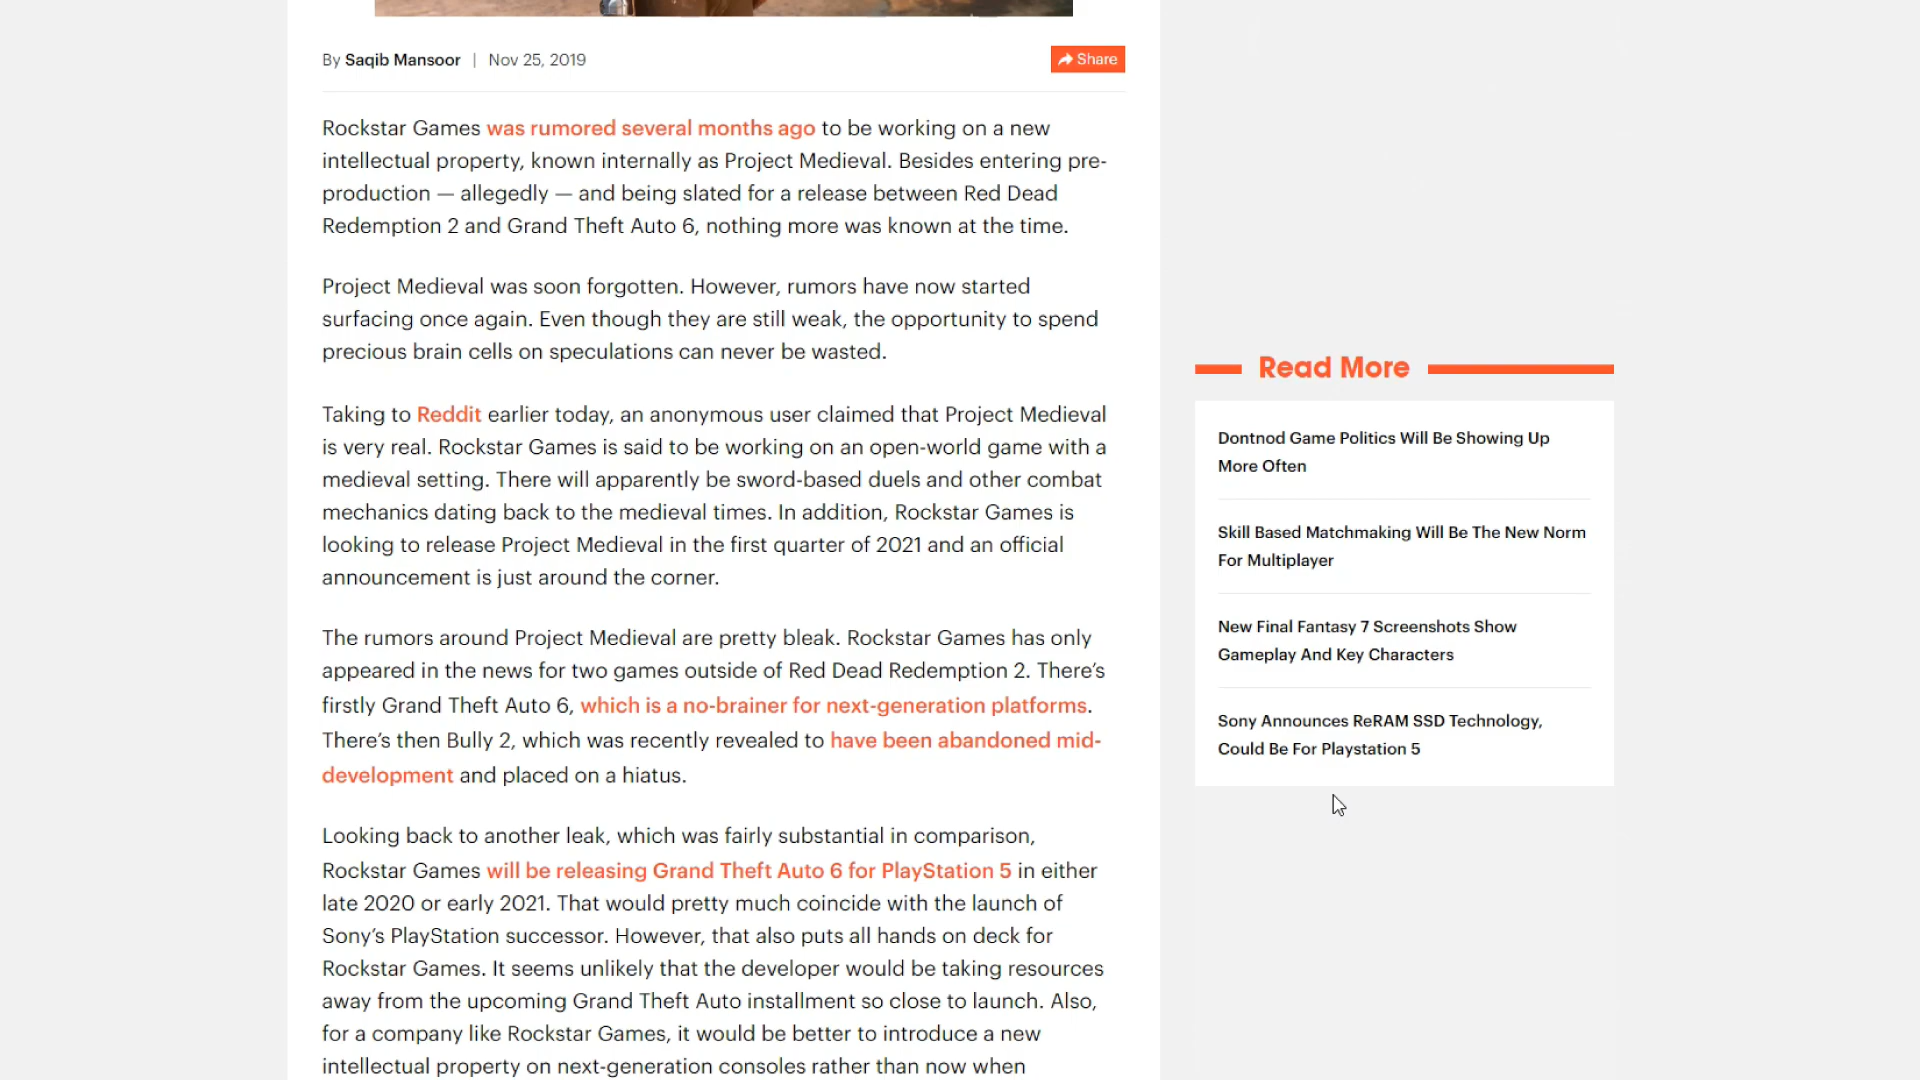 By Saqib Mansoor | Nov 25, 2019
Share
Rockstar Games was rumored several months ago to be working on a new
intellectual property, known internally as Project Medieval. Besides entering pre-
production — allegedly — and being slated for a release between Red Dead
Redemption 2 and Grand Theft Auto 6, nothing more was known at the time.
Project Medieval was soon forgotten. However, rumors have now started
surfacing once again. Even though they are still weak, the opportunity to spend
precious brain cells on speculations can never be wasted.
Taking to Reddit earlier today, an anonymous user claimed that Project Medieval
is very real. Rockstar Games is said to be working on an open-world game with a
medieval setting. There will apparently be sword-based duels and other combat
mechanics dating back to the medieval times. In addition, Rockstar Games is
looking to release Project Medieval in the first quarter of 2021 and an official
announcement is just around the corner.
The rumors around Project Medieval are pretty bleak. Rockstar Games has only
appeared in the news for two games outside of Red Dead Redemption 2. There’s
firstly Grand Theft Auto 6, which is a no-brainer for next-generation platforms.
There’s then Bully 2, which was recently revealed to have been abandoned mid-
development and placed on a hiatus.
Looking back to another leak, which was fairly substantial in comparison,
Rockstar Games will be releasing Grand Theft Auto 6 for PlayStation 5 in either
late 2020 or early 2021. That would pretty much coincide with the launch of
Sony’s PlayStation successor. However, that also puts all hands on deck for
Rockstar Games. It seems unlikely that the developer would be taking resources
away from the upcoming Grand Theft Auto installment so close to launch. Also,
for a company like Rockstar Games, it would be better to introduce a new
intellectual property on next-generation consoles rather than now when
Read More
Dontnod Game Politics Will Be Showing Up
More Often
Skill Based Matchmaking Will Be The New Norm
For Multiplayer
New Final Fantasy 7 Screenshots Show
Gameplay And Key Characters
Sony Announces ReRAM SSD Technology,
Could Be For Playstation 5